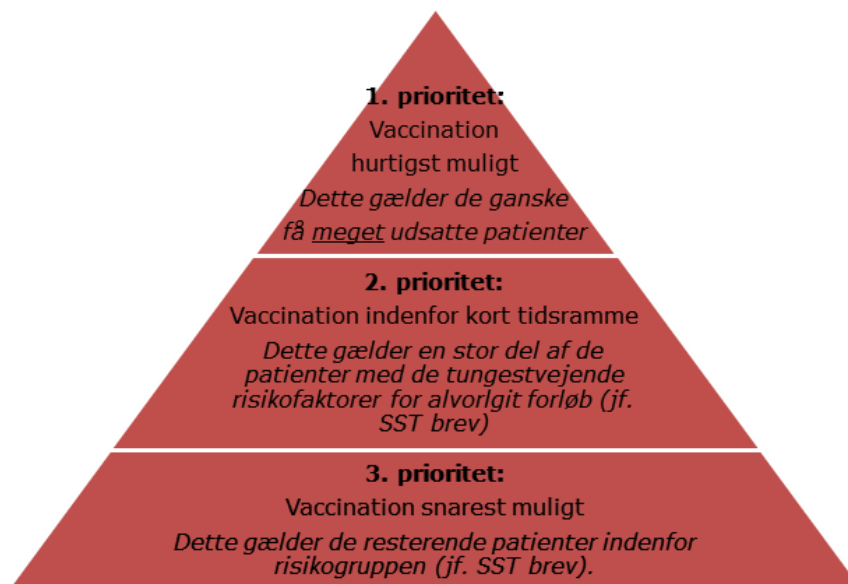 1. prioritet:
Vaccination
hurtigst muligt
Dette gælder de ganske
få meget udsatte patienter
2. prioritet:
Vaccination indenfor kort tidsramme
Dette gælder en stor del af de
patienter med de tungestvejende
risikofaktorer for alvorlgit forløb (jf.
SST brev)
3. prioritet:
Vaccination snarest muligt
Dette gælder de resterende patienter indenfor
risikogruppen (jf. SST brev).